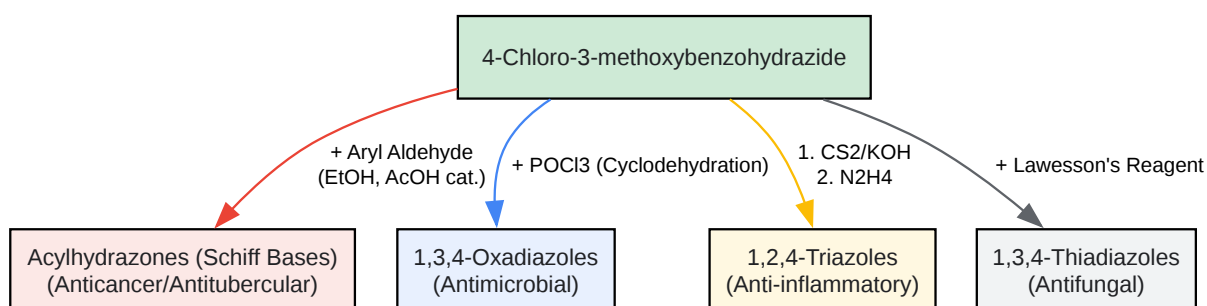 4-Chloro-3-methoxybenzohydrazide
+ Aryl Aldehyde
(EtOH, AcOH cat.)
+ POCl3 (Cyclodehydration)
1. CS2/KOH
2. N2H4
+ Lawesson's Reagent
Acylhydrazones (Schiff Bases)
(Anticancer/Antitubercular)
1,3,4-Oxadiazoles
(Antimicrobial)
1,2,4-Triazoles
(Anti-inflammatory)
1,3,4-Thiadiazoles
(Antifungal)